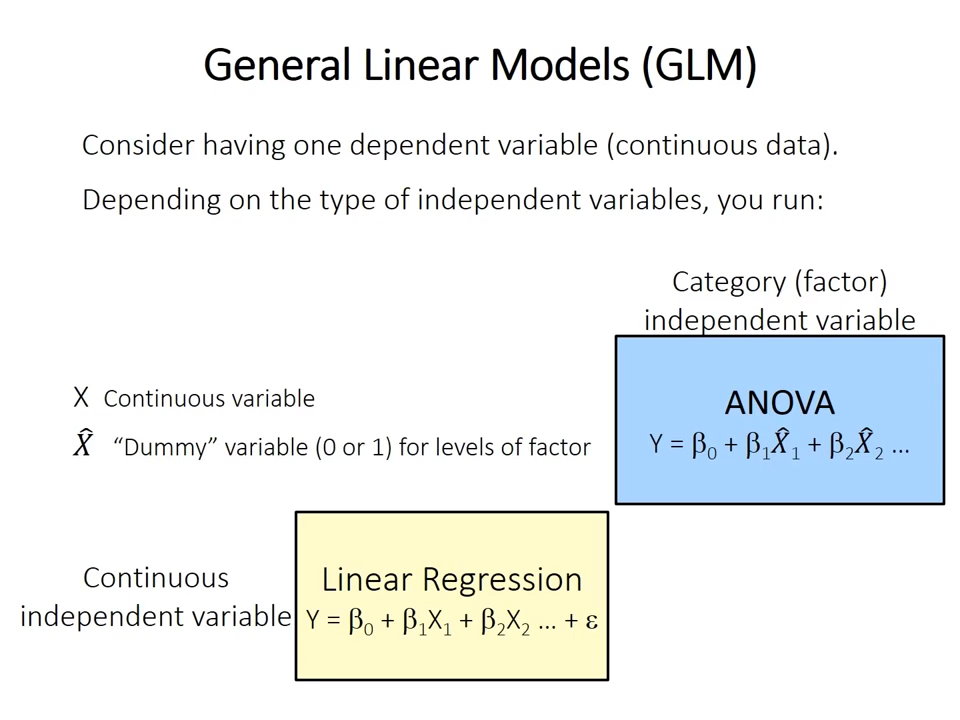 General Linear Models (GLM)
Consider having one dependent variable (continuous data).
Depending on the type of independent variables, you run:
Category (factor)
independent variable
X Continuous variable
X̂ “Dummy” variable (0 or 1) for levels of factor
ANOVA
Y = β₀ + β₁X̂₁ + β₂X̂₂ ...
Continuous
independent variable
Linear Regression
Y = β₀ + β₁X₁ + β₂X₂ ... + ε